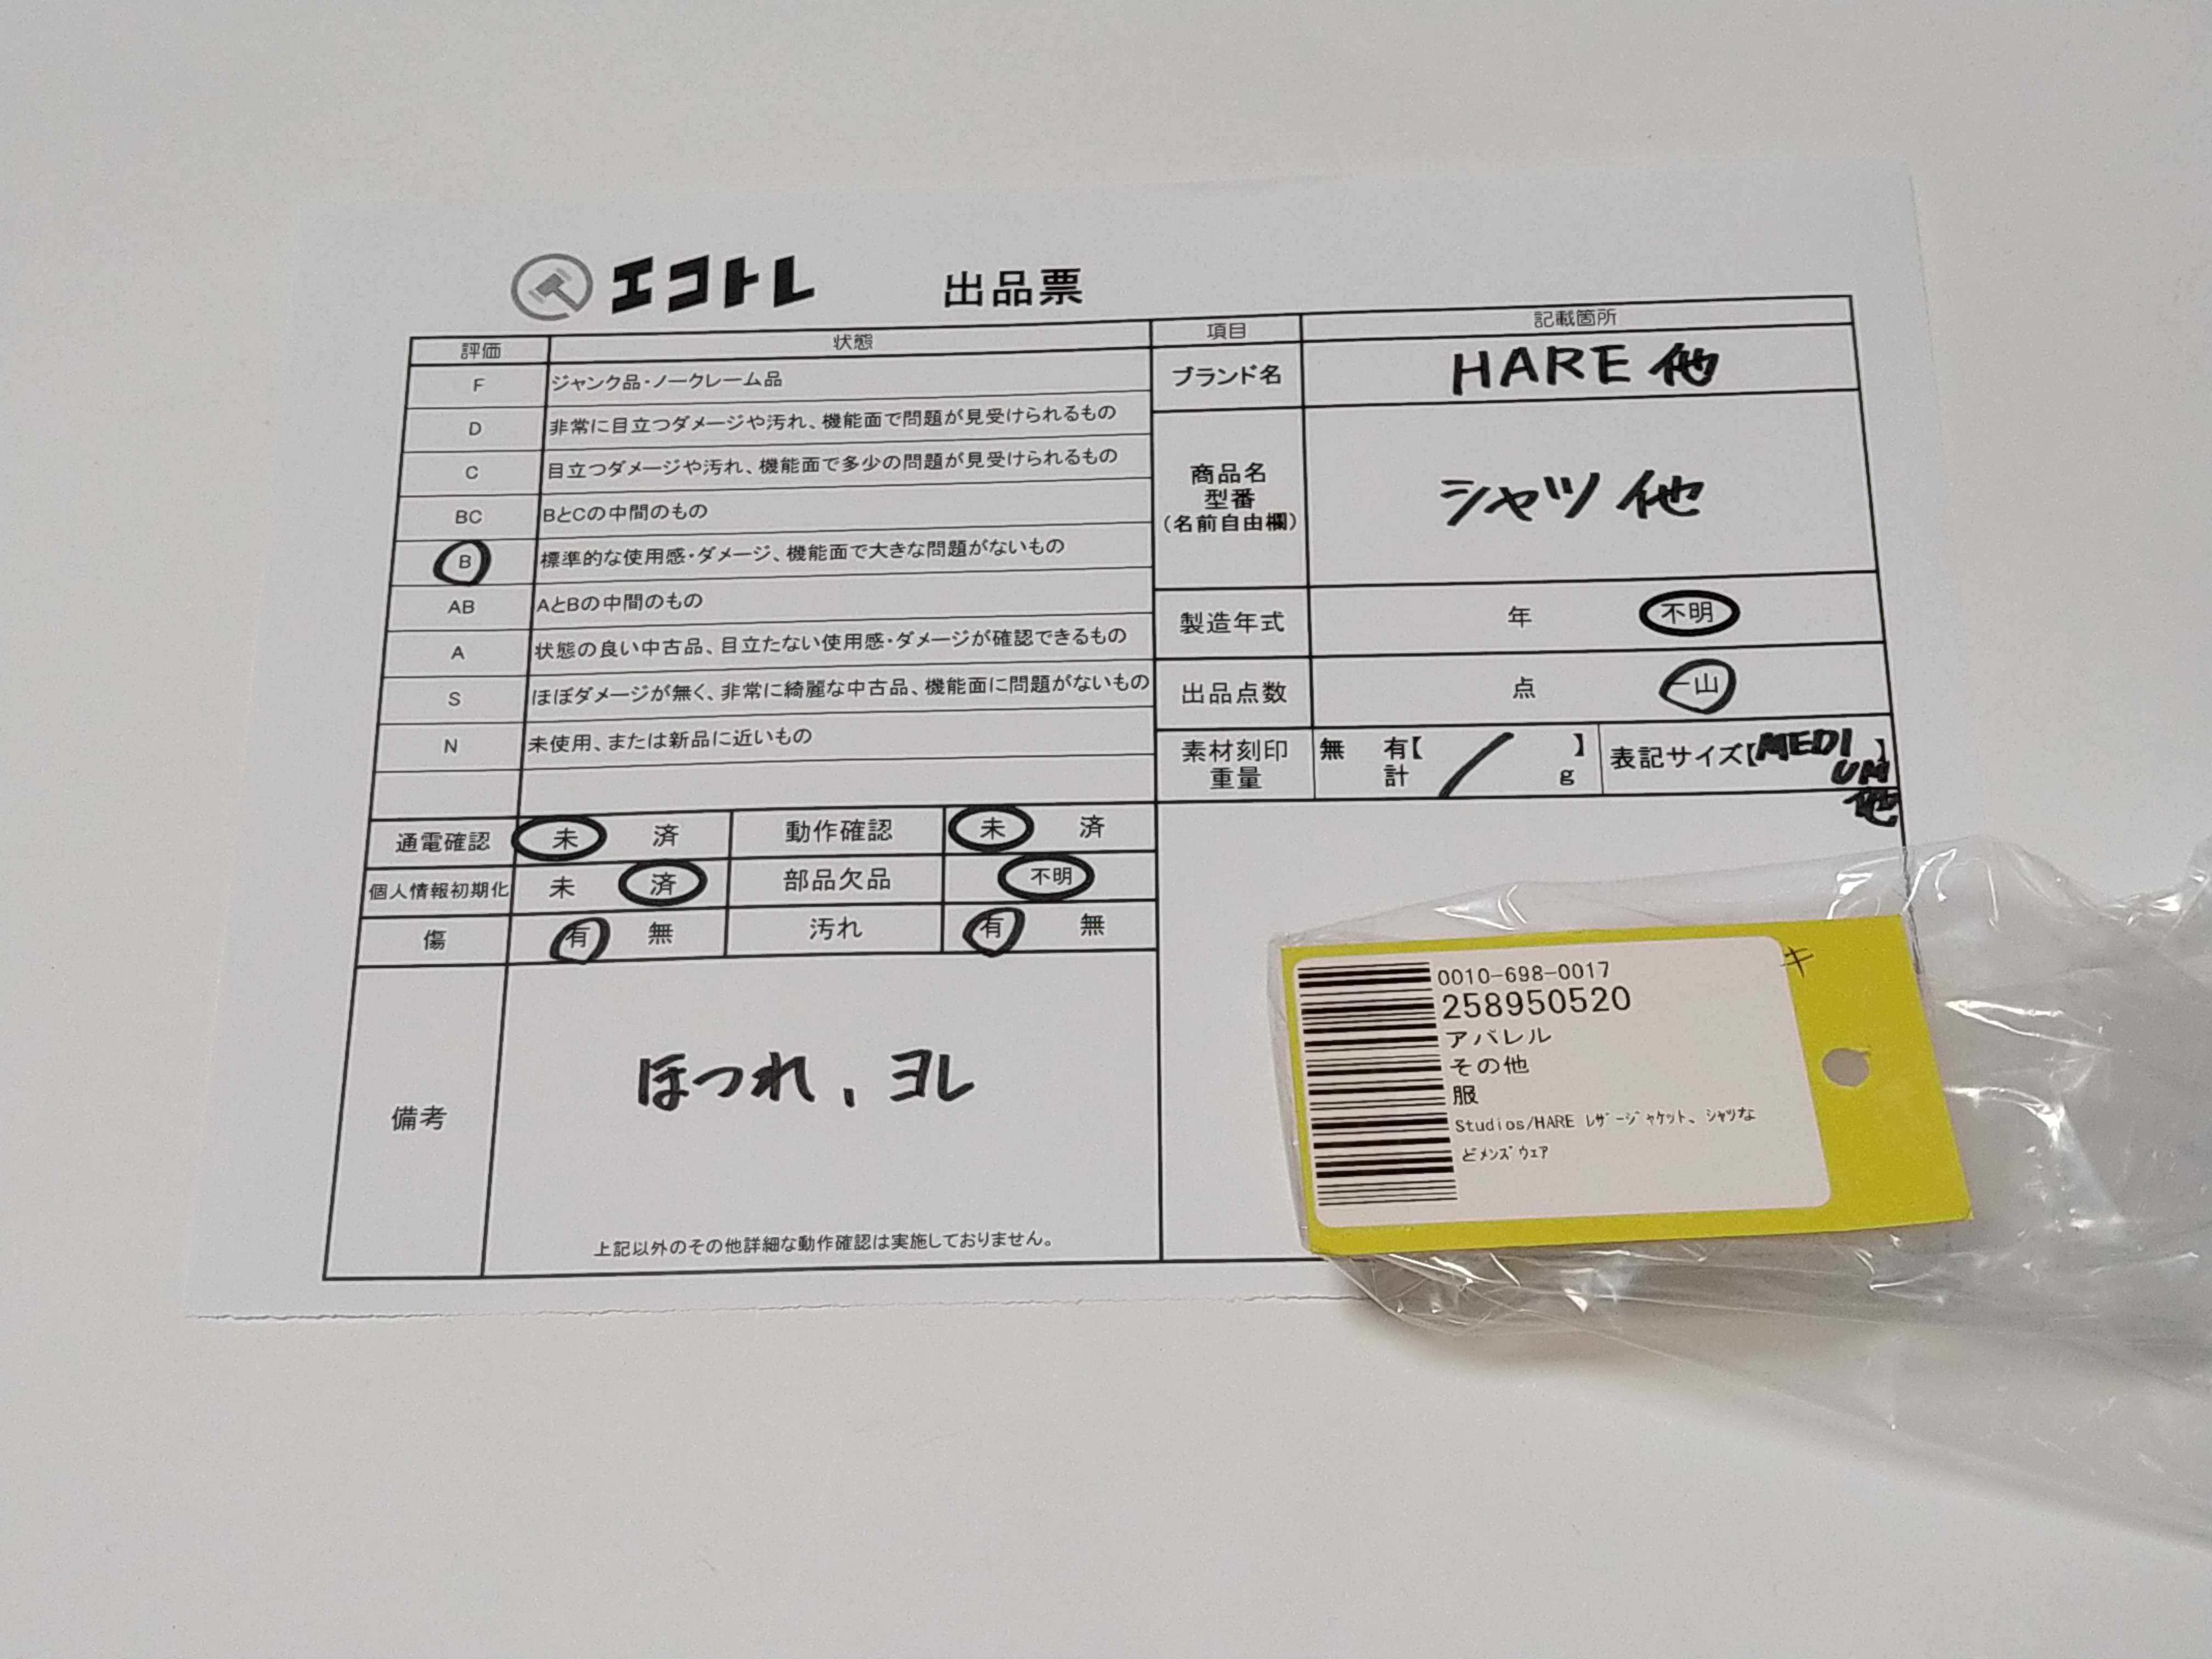 エコトレ 出品票
評価 状態 項目 記載箇所
F ジャンク品・ノークレーム品
D 非常に目立つダメージや汚れ、機能面で問題が見受けられるもの
C 目立つダメージや汚れ、機能面で多少の問題が見受けられるもの
BC BとCの中間のもの
B 標準的な使用感・ダメージ、機能面で大きな問題がないもの
AB AとBの中間のもの
A 状態の良い中古品、目立たない使用感・ダメージが確認できるもの
S ほぼダメージが無く、非常に綺麗な中古品、機能面に問題がないもの
N 未使用、または新品に近いもの
ブランド名 HARE 他
商品名
型番
(名前自由欄)
シャツ 他
製造年式 年 不明
出品点数 点 一山
素材刻印 無 有【 / 】
重量 計 g
表記サイズ【MEDI
UM】
他
通電確認 未 済 動作確認 未 済
個人情報初期化 未 済 部品欠品 不明
傷 有 無 汚れ 有 無
備考
ほつれ、ヨレ
上記以外のその他詳細な動作確認は実施しておりません。
キ
0010-698-0017
258950520
アパレル
その他
服
Studios/HARE ﾚｻﾞｰｼﾞｬｹｯﾄ、ｼｬﾂな
どﾒﾝｽﾞｳｪｱ